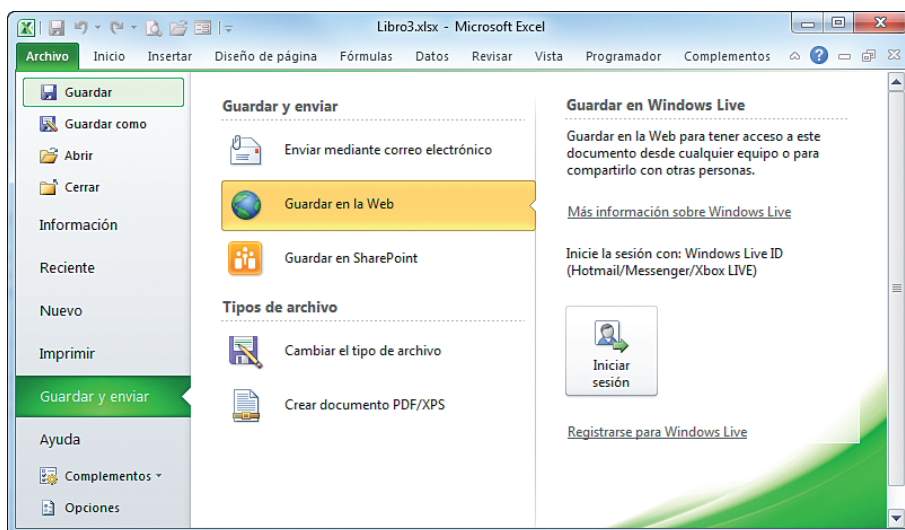 Libro3.xlsx - Microsoft Excel
Archivo Inicio Insertar Diseño de página Fórmulas Datos Revisar Vista Programador Complementos
Guardar
Guardar como
Abrir
Cerrar
Información
Reciente
Nuevo
Imprimir
Guardar y enviar
Ayuda
Complementos
Opciones
Guardar y enviar
Enviar mediante correo electrónico
Guardar en la Web
Guardar en SharePoint
Tipos de archivo
Cambiar el tipo de archivo
Crear documento PDF/XPS
Guardar en Windows Live
Guardar en la Web para tener acceso a este
documento desde cualquier equipo o para
compartirlo con otras personas.
Más información sobre Windows Live
Inicie la sesión con: Windows Live ID
(Hotmail/Messenger/Xbox LIVE)
Iniciar
sesión
Registrarse para Windows Live